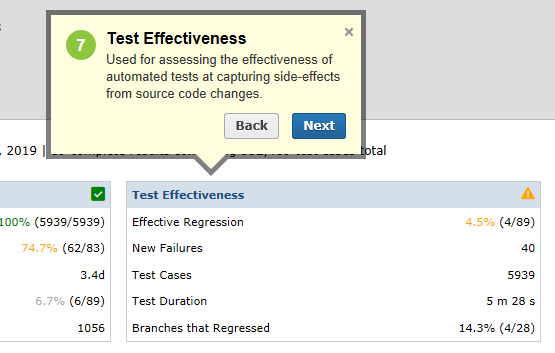 7
Test Effectiveness
Used for assessing the effectiveness of
automated tests at capturing side-effects
from source code changes.
Back
Next
, 2019 |
test cases total
Test Effectiveness
100% (5939/5939)
Effective Regression
4.5% (4/89)
74.7% (62/83)
New Failures
40
3.4d
Test Cases
5939
6.7% (6/89)
Test Duration
5 m 28 s
1056
Branches that Regressed
14.3% (4/28)